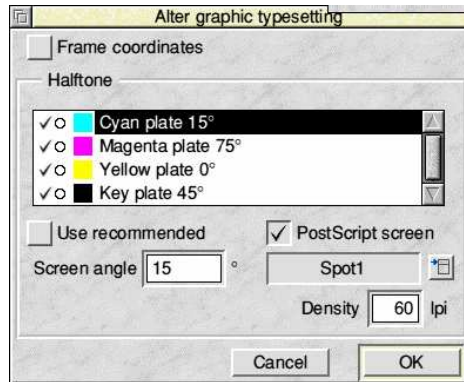 Alter graphic typesetting
Frame coordinates
Halftone
Cyan plate 15°
Magenta plate 75°
Yellow plate 0°
Key plate 45°
Use recommended PostScript screen
Screen angle 15 ° Spot1
Density 60 lpi
Cancel OK